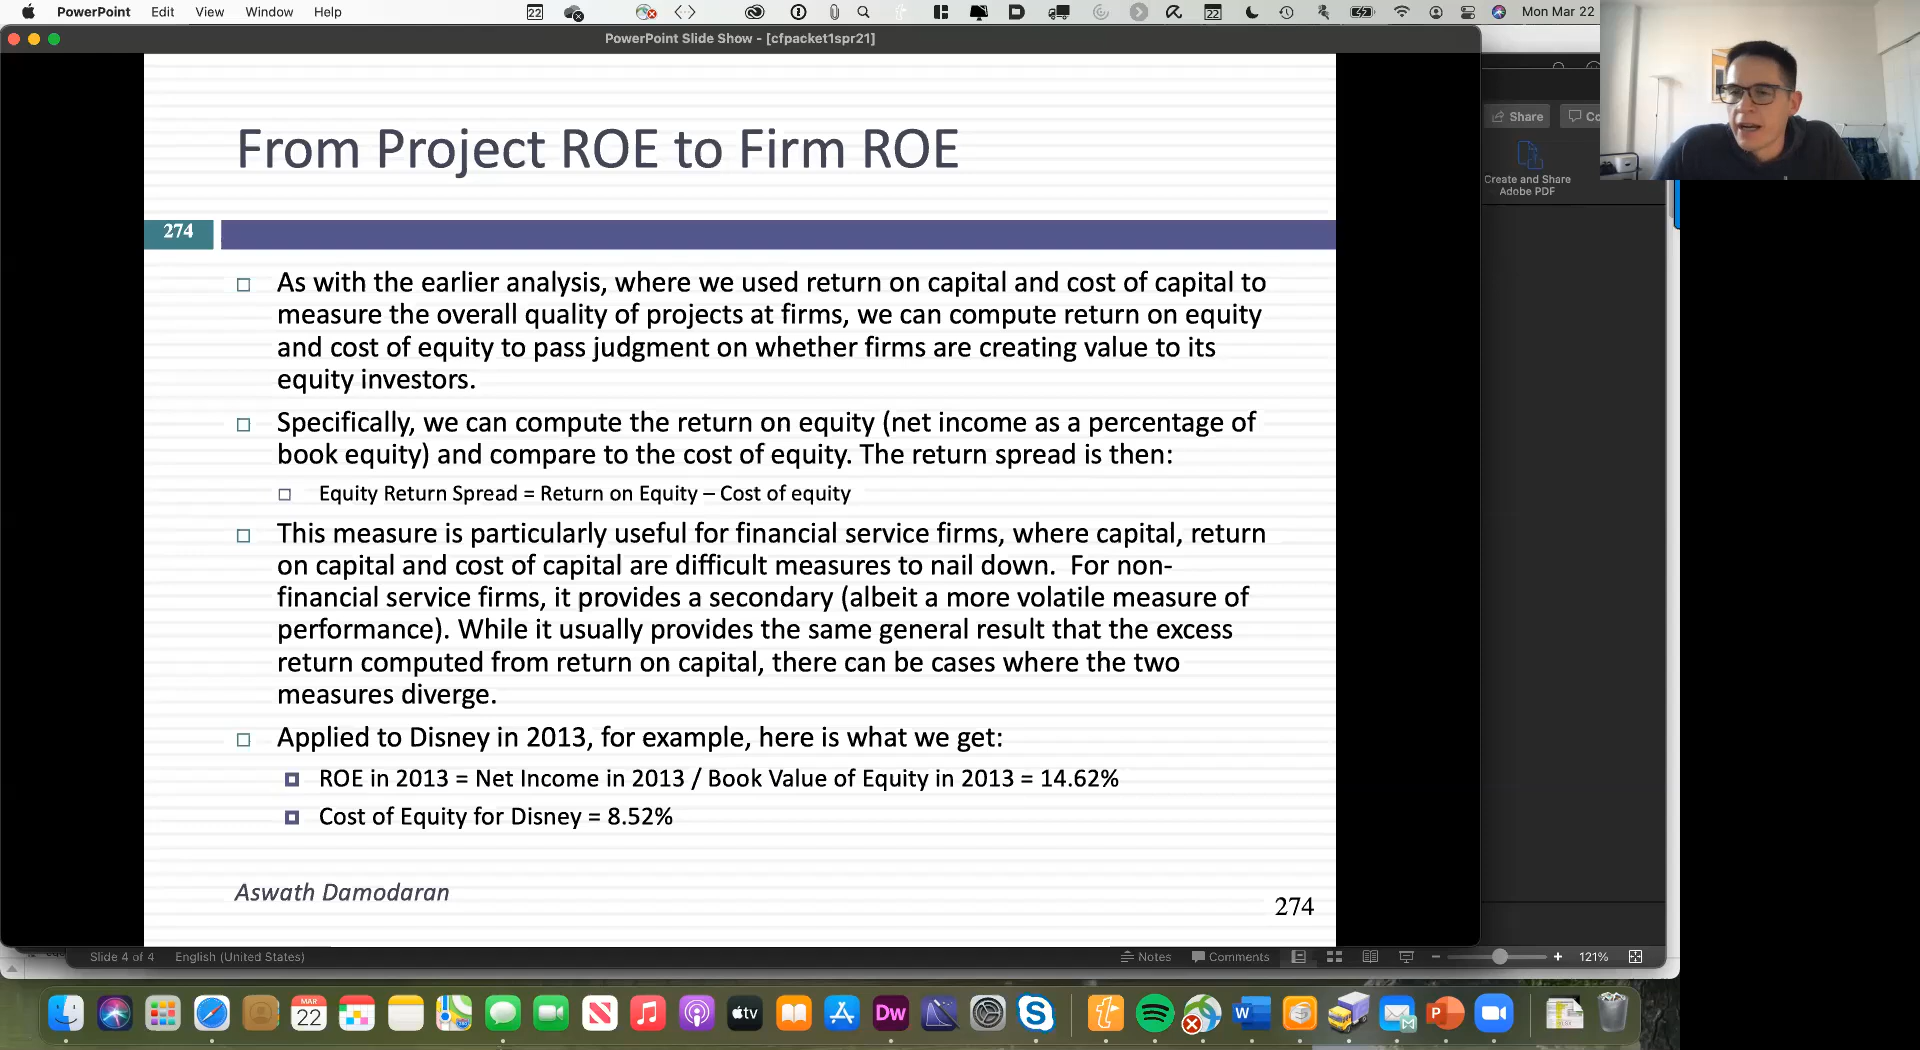 PowerPoint Edit View Window Help
22
22
Mon Mar 22
PowerPoint Slide Show - [cfpacket1spr21]
Share
Co
Create and Share
Adobe PDF
From Project ROE to Firm ROE
274
As with the earlier analysis, where we used return on capital and cost of capital to
measure the overall quality of projects at firms, we can compute return on equity
and cost of equity to pass judgment on whether firms are creating value to its
equity investors.
Specifically, we can compute the return on equity (net income as a percentage of
book equity) and compare to the cost of equity. The return spread is then:
Equity Return Spread = Return on Equity – Cost of equity
This measure is particularly useful for financial service firms, where capital, return
on capital and cost of capital are difficult measures to nail down.  For non-
financial service firms, it provides a secondary (albeit a more volatile measure of
performance). While it usually provides the same general result that the excess
return computed from return on capital, there can be cases where the two
measures diverge.
Applied to Disney in 2013, for example, here is what we get:
ROE in 2013 = Net Income in 2013 / Book Value of Equity in 2013 = 14.62%
Cost of Equity for Disney = 8.52%
Aswath Damodaran
274
Slide 4 of 4 English (United States)
Notes Comments 121%
MAR
22
tv
Dw
W
P